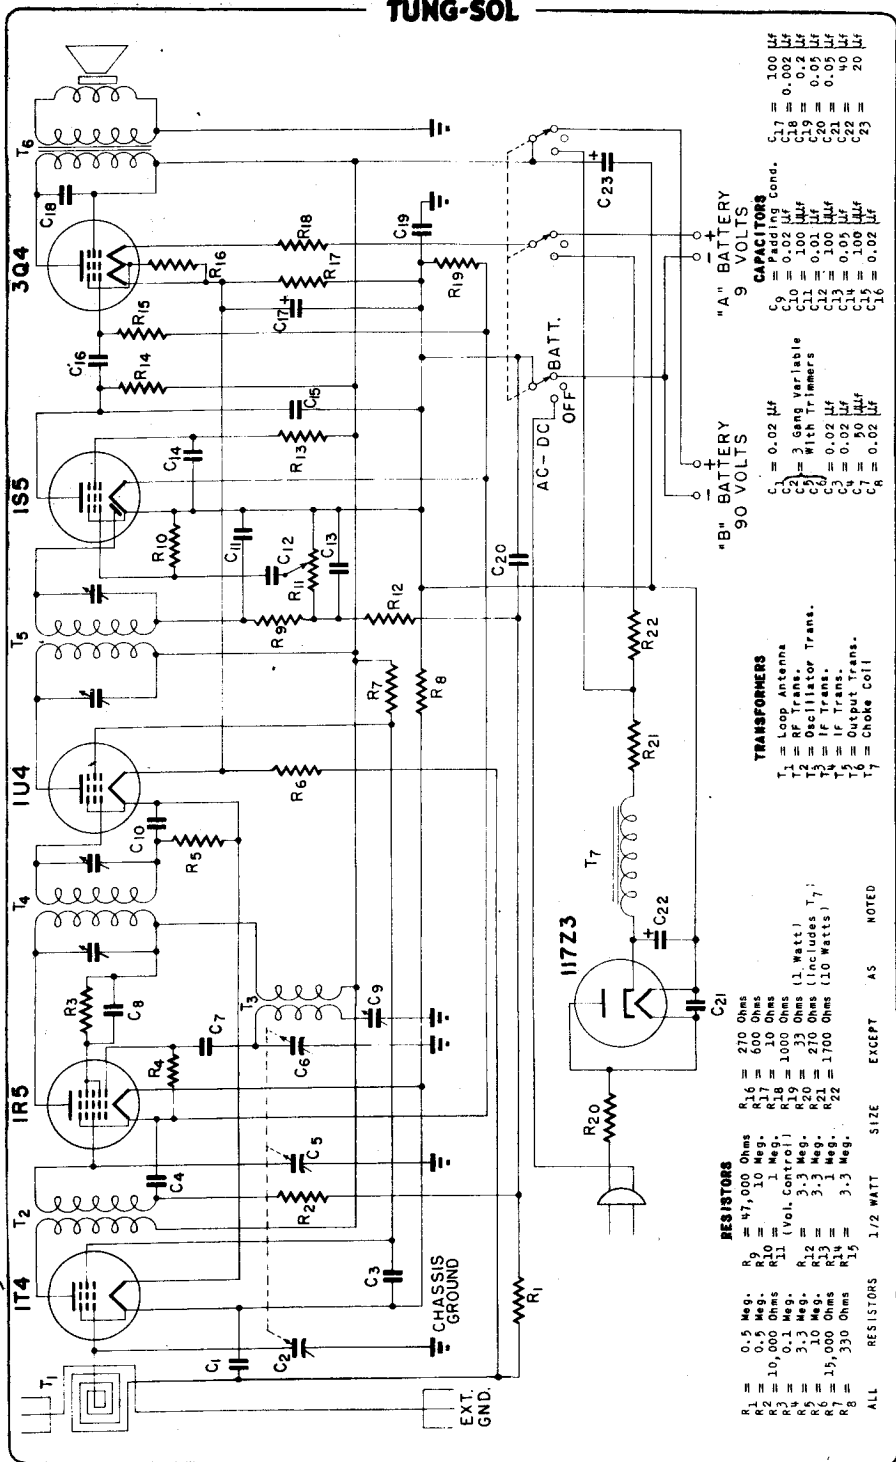 TUNG-SOL
1T4
1R5
1U4
1S5
3Q4
T1
T2
T4
T5
T6
R3
C8
C18
C4
R4
C7
C10
R5
R10
C14
C16
R14
R15
R16
C1
C2
R2
C5
C6
T3
C9
R6
C11
C12
R11
R9
C13
R13
C15
C17
+
R17
R18
CHASSIS
GROUND
C3
R7
R8
R12
R19
C19
EXT.
GND.
R1
C20
AC-DC
OFF
BATT.
+
C23
117Z3
R20
C21
+
C22
T7
R21
R22
- +
"B" BATTERY
90 VOLTS
- +
"A" BATTERY
9 VOLTS
RESISTORS
R1 = 0.5 Meg.
R2 = 0.5 Meg.
R3 = 10,000 Ohms
R4 = 0.1 Meg.
R5 = 3.3 Meg.
R6 = 10 Meg.
R7 = 15,000 Ohms
R8 = 330 Ohms
R9 = 47,000 Ohms
R10 = 10 Meg.
R11 = 1 Meg.
(Vol. Control)
R12 = 3.3 Meg.
R13 = 3.3 Meg.
R14 = 1 Meg.
R15 = 3.3 Meg.
R16 = 270 Ohms
R17 = 600 Ohms
R18 = 10 Ohms
R19 = 1000 Ohms
R20 = 33 Ohms (1 Watt)
R21 = 270 Ohms (Includes T7)
R22 = 1700 Ohms (10 Watts)
ALL RESISTORS 1/2 WATT SIZE EXCEPT AS NOTED
TRANSFORMERS
T1 = Loop Antenna
T2 = RF Trans.
T3 = Oscillator Trans.
T4 = IF Trans.
T5 = IF Trans.
T6 = Output Trans.
T7 = Choke Coil
CAPACITORS
C1 = 0.02 µf
C2
C5 = 3 Gang Variable
C6 With Trimmers
C3 = 0.02 µf
C4 = 0.02 µf
C7 = 50 µµf
C8 = 0.02 µf
C9 = Padding Cond.
C10 = 0.02 µf
C11 = 100 µµf
C12 = 0.01 µf
C13 = 100 µµf
C14 = 0.05 µf
C15 = 100 µµf
C16 = 0.02 µf
C17 = 100 µf
C18 = 0.002 µf
C19 = 0.2 µf
C20 = 0.05 µf
C21 = 0.05 µf
C22 = 40 µf
C23 = 20 µf